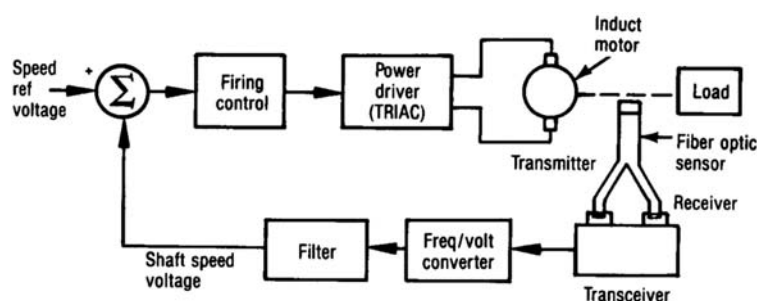 Speed
ref
voltage
+
Σ
Firing
control
Power
driver
(TRIAC)
Induct
motor
Load
Fiber optic
sensor
Transmitter
Receiver
Transceiver
Freq/volt
converter
Filter
Shaft speed
voltage